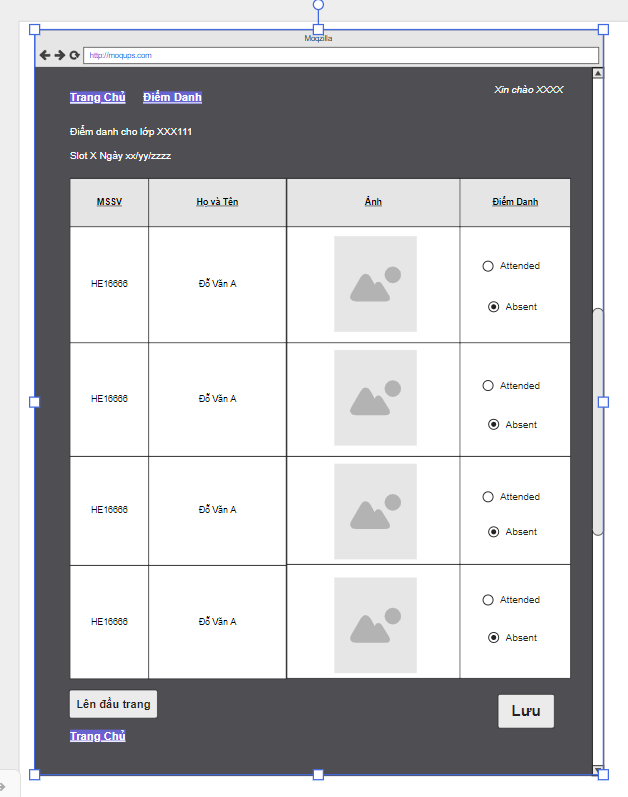 Moqzilla
http://moqups.com
Xin chào XXXX
Trang Chủ Điểm Danh
Điểm danh cho lớp XXX111
Slot X Ngày xx/yy/zzzz
MSSV Họ và Tên Ảnh Điểm Danh
HE16666 Đỗ Văn A
Attended
Absent
HE16666 Đỗ Văn A
Attended
Absent
HE16666 Đỗ Văn A
Attended
Absent
HE16666 Đỗ Văn A
Attended
Absent
Lên đầu trang
Lưu
Trang Chủ